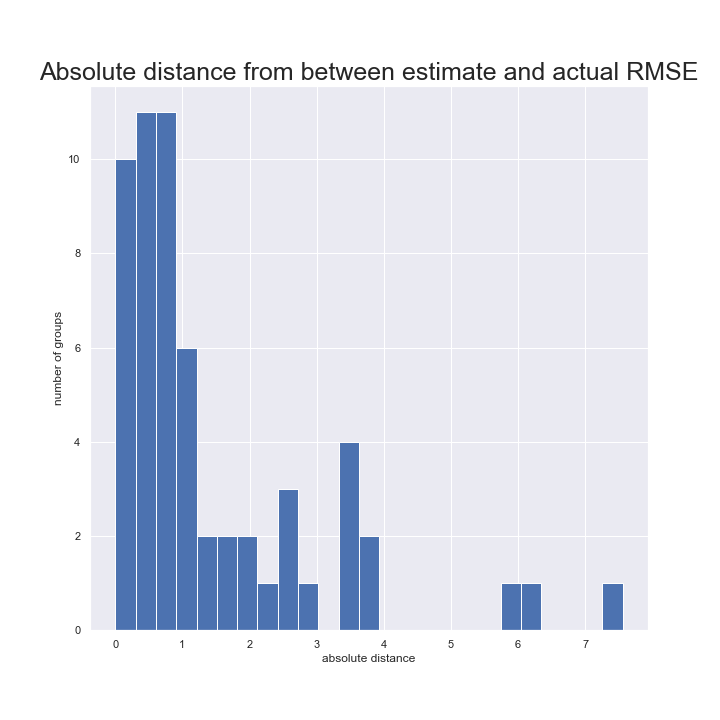 Absolute distance from between estimate and actual RMSE
10
8
6
4
2
0
number of groups
0 1 2 3 4 5 6 7
absolute distance